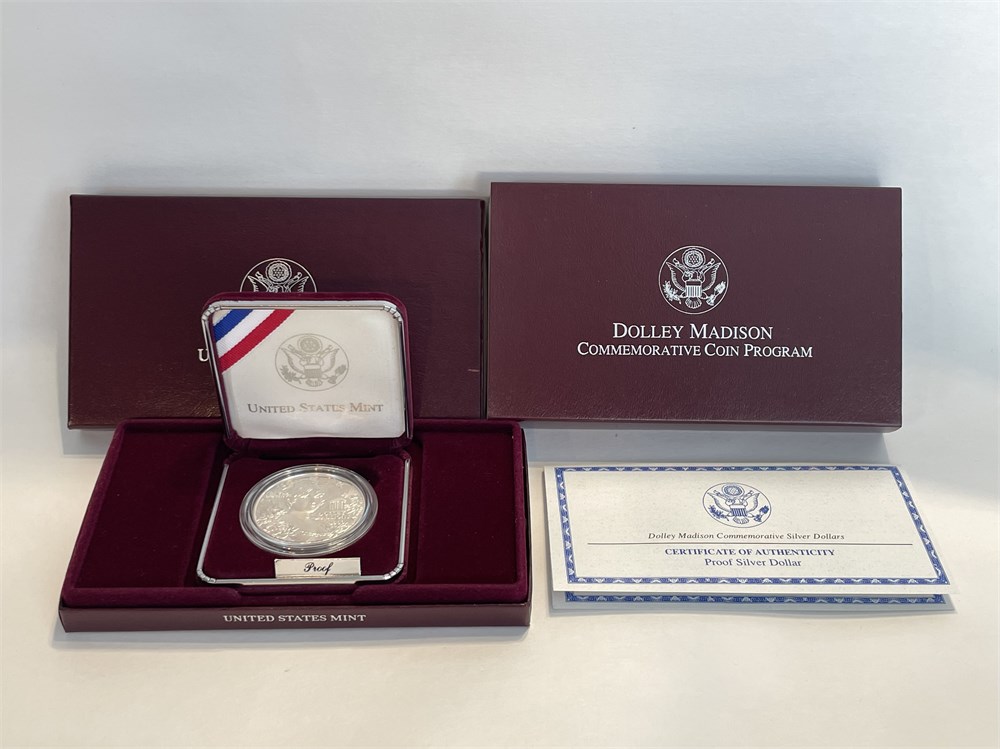 DOLLEY MADISON
COMMEMORATIVE COIN PROGRAM
U
UNITED STATES MINT
Proof
UNITED STATES MINT
Dolley Madison Commemorative Silver Dollars
CERTIFICATE OF AUTHENTICITY
Proof Silver Dollar